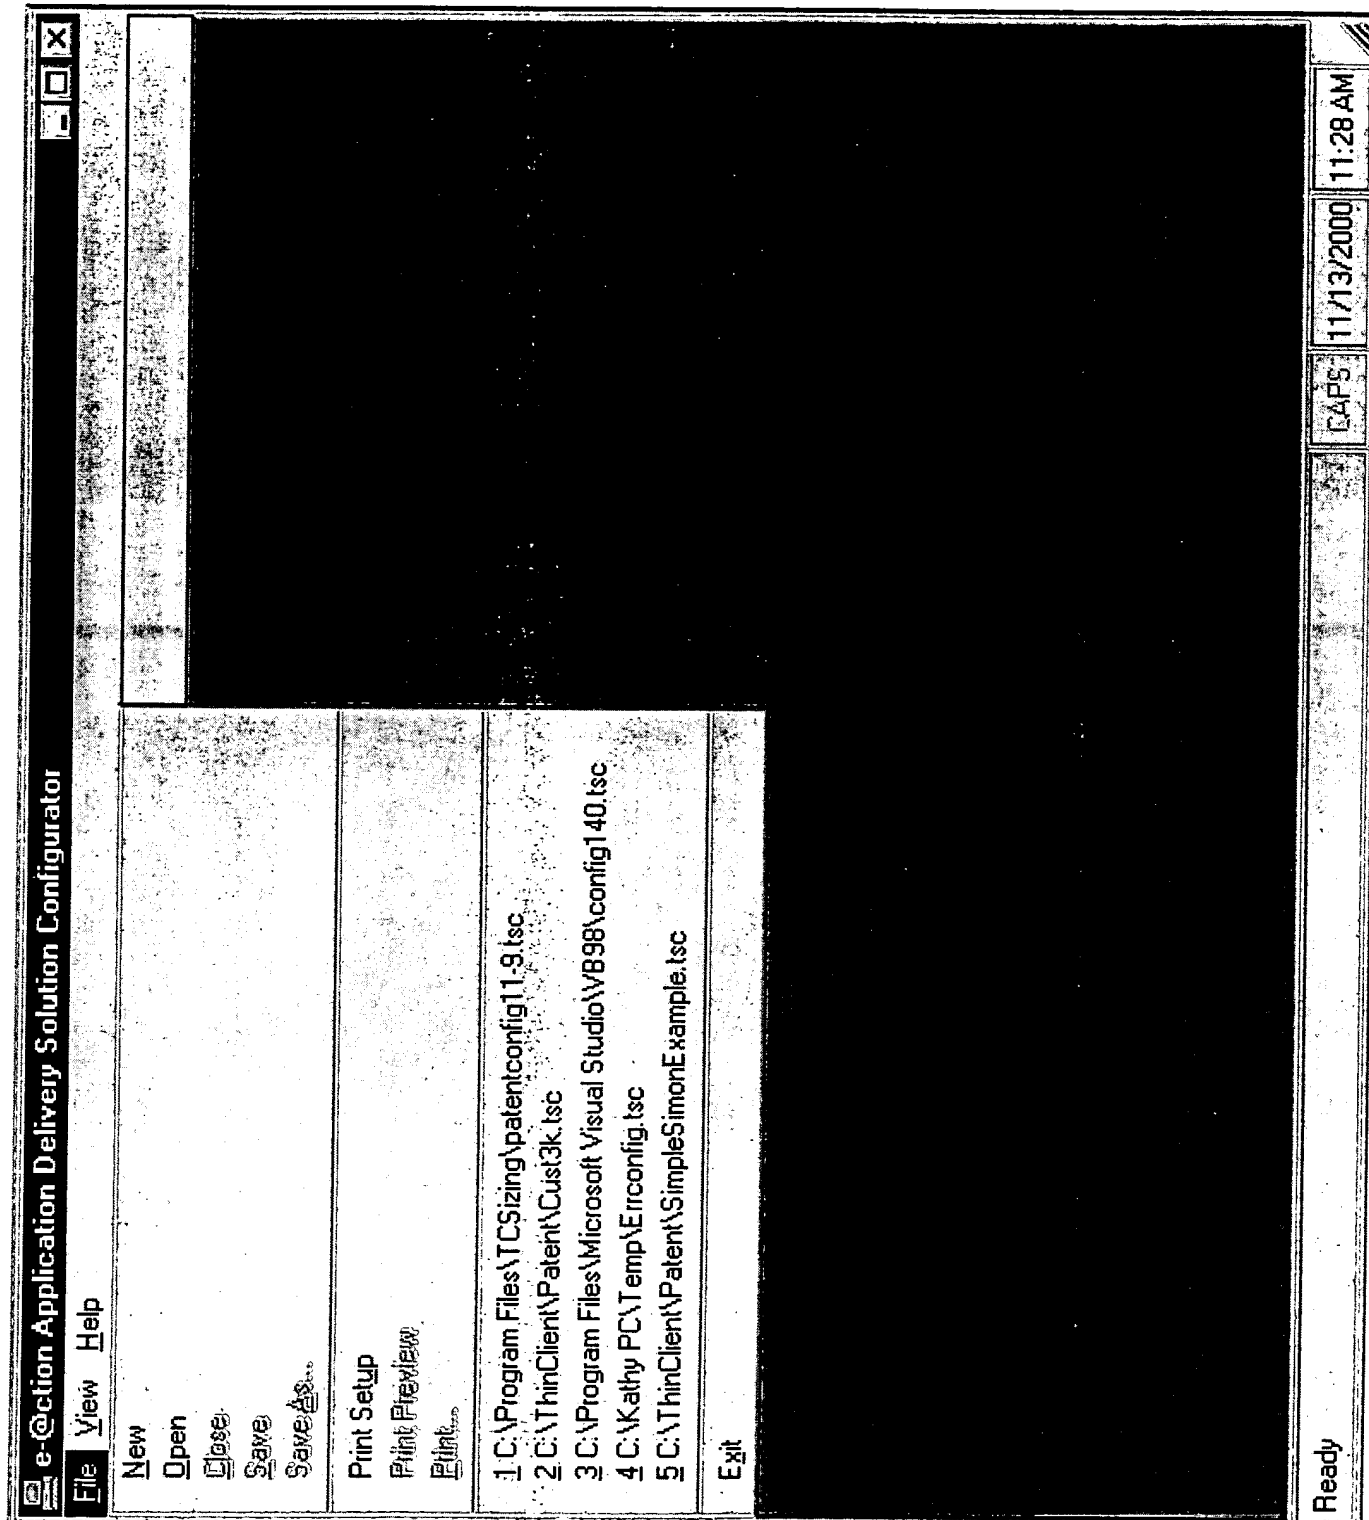 e-@ction Application Delivery Solution Configurator
File View Help
New
Open
Close
Save
Save As...
Print Setup
Print Preview
Print...
1 C:\Program Files\TCSizing\patentconfig11-9.tsc
2 C:\ThinClient\Patent\Cust3k.tsc
3 C:\Program Files\Microsoft Visual Studio\VB98\config140.tsc
4 C:\Kathy PC\Temp\Errconfig.tsc
5 C:\ThinClient\Patent\SimpleSimonExample.tsc
Exit
Ready CAPS 11/13/2000 11:28 AM